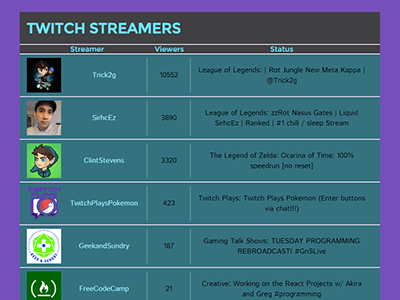 TWITCH STREAMERS
Streamer Viewers Status
Trick2g 10552 League of Legends: | Rot Jungle New Meta Kappa |
@Trick2g
SirhcEz 3890 League of Legends: zzRot Nasus Gates | Liquid
SirhcEz | Ranked | #1 chill / sleep Stream
ClintStevens 3320 The Legend of Zelda: Ocarina of Time: 100%
speedrun [no reset]
TWITCH
TwitchPlaysPokemon 423 Twitch Plays: Twitch Plays Pokemon (Enter buttons
via chat!!!)
GeekandSundry 187 Gaming Talk Shows: TUESDAY PROGRAMMING
REBROADCAST! #GnSLive
FreeCodeCamp 21 Creative: Working on the React Projects w/ Akira
and Greg #programming